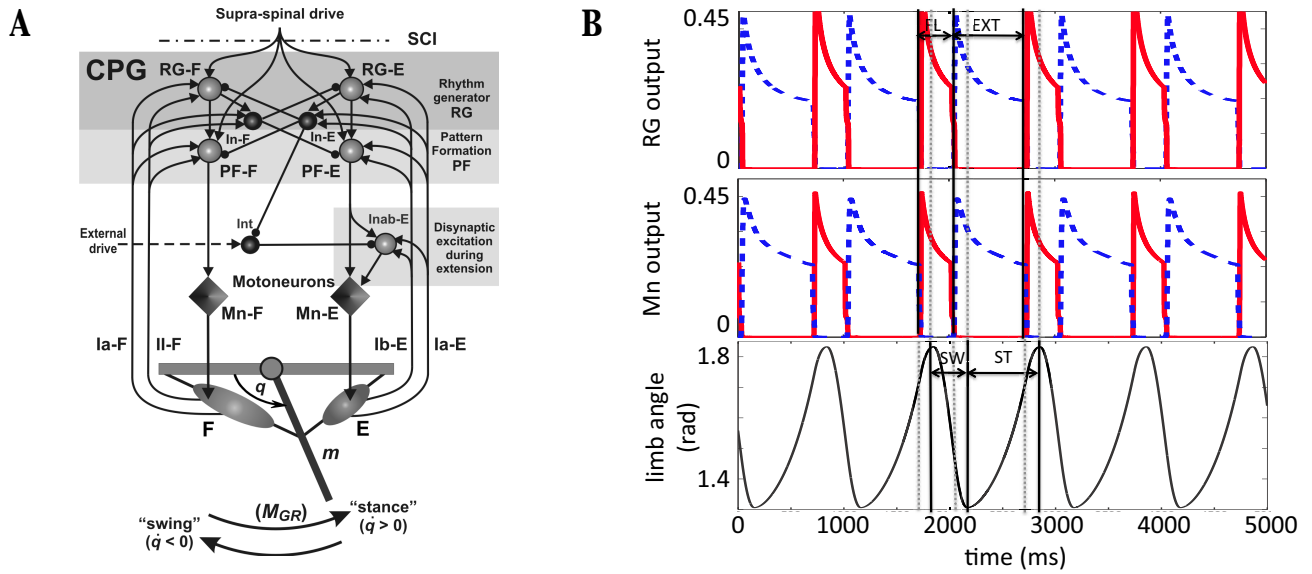 A
Supra-spinal drive
SCI
CPG
RG-F
RG-E
Rhythm
generator
RG
In-F
In-E
Pattern
Formation
PF
PF-F
PF-E
Int
Inab-E
External
drive
Disynaptic
excitation
during
extension
Motoneurons
Mn-F
Mn-E
Ia-F
II-F
Ib-E
Ia-E
q
F
E
m
(MGR)
"stance"
(q̇ > 0)
"swing"
(q̇ < 0)
B
0.45
RG output
0
FL
EXT
0.45
Mn output
0
1.8
limb angle
(rad)
1.4
SW
ST
0
1000
2000
3000
4000
5000
time (ms)